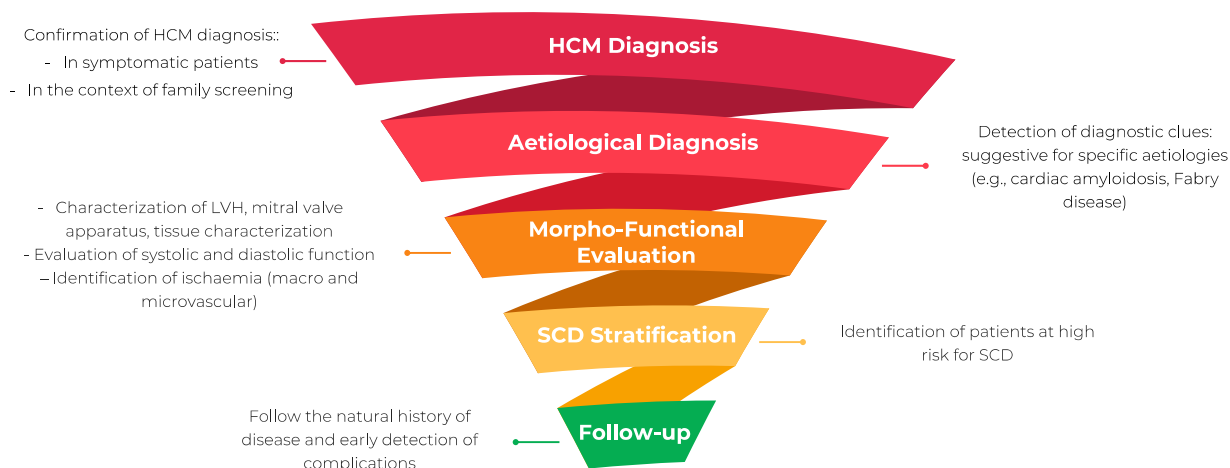 Confirmation of HCM diagnosis::
- In symptomatic patients
- In the context of family screening
HCM Diagnosis
Aetiological Diagnosis
Detection of diagnostic clues:
suggestive for specific aetiologies
(e.g., cardiac amyloidosis, Fabry
disease)
- Characterization of LVH, mitral valve
apparatus, tissue characterization
- Evaluation of systolic and diastolic function
– Identification of ischaemia (macro and
microvascular)
Morpho-Functional
Evaluation
SCD Stratification
Identification of patients at high
risk for SCD
Follow the natural history of
disease and early detection of
complications
Follow-up